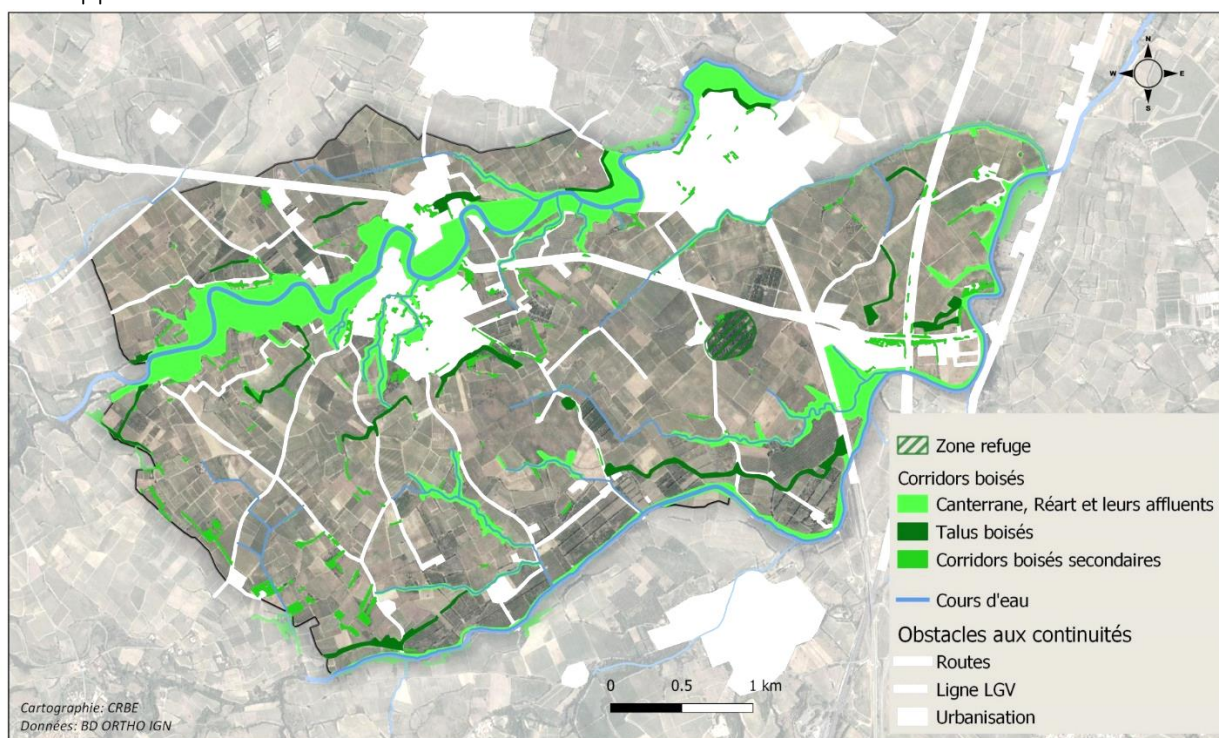 N
W E
S
Zone refuge
Corridors boisés
Canterrane, Réart et leurs affluents
Talus boisés
Corridors boisés secondaires
Cours d'eau
Obstacles aux continuités
Routes
Ligne LGV
Urbanisation
0 0.5 1 km
Cartographie: CRBE
Données: BD ORTHO IGN